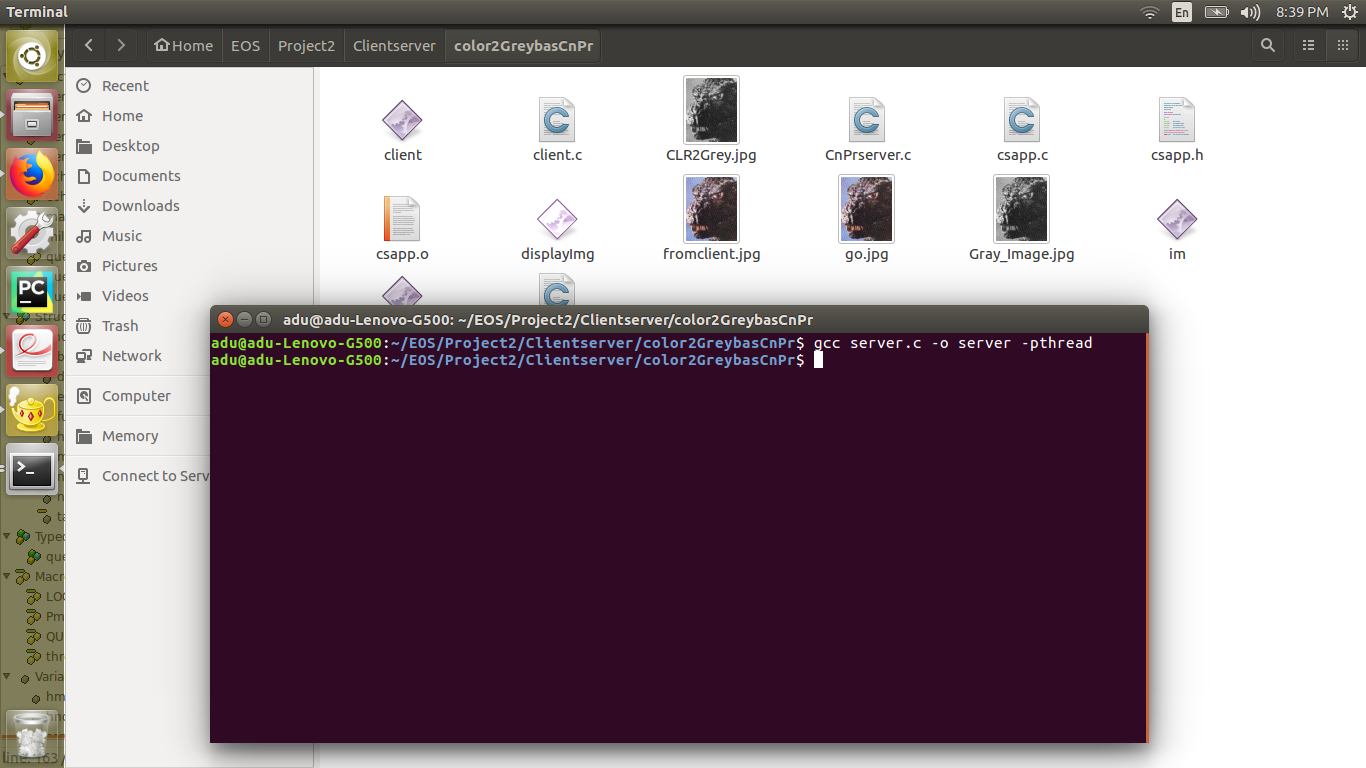 Terminal
En
8:39 PM
Home
EOS
Project2
Clientserver
color2GreybasCnPr
Recent
Home
Desktop
Documents
Downloads
Music
Pictures
Videos
Trash
Network
Computer
Memory
Connect to Serv
client
client.c
CLR2Grey.jpg
CnPrserver.c
csapp.c
csapp.h
csapp.o
displayImg
fromclient.jpg
go.jpg
Gray_Image.jpg
im
adu@adu-Lenovo-G500: ~/EOS/Project2/Clientserver/color2GreybasCnPr
adu@adu-Lenovo-G500:~/EOS/Project2/Clientserver/color2GreybasCnPr$ gcc server.c -o server -pthread
adu@adu-Lenovo-G500:~/EOS/Project2/Clientserver/color2GreybasCnPr$
PC
Typed
que
Macr
LOC
Pm
QU
thr
Varia
hm
line: 163 /